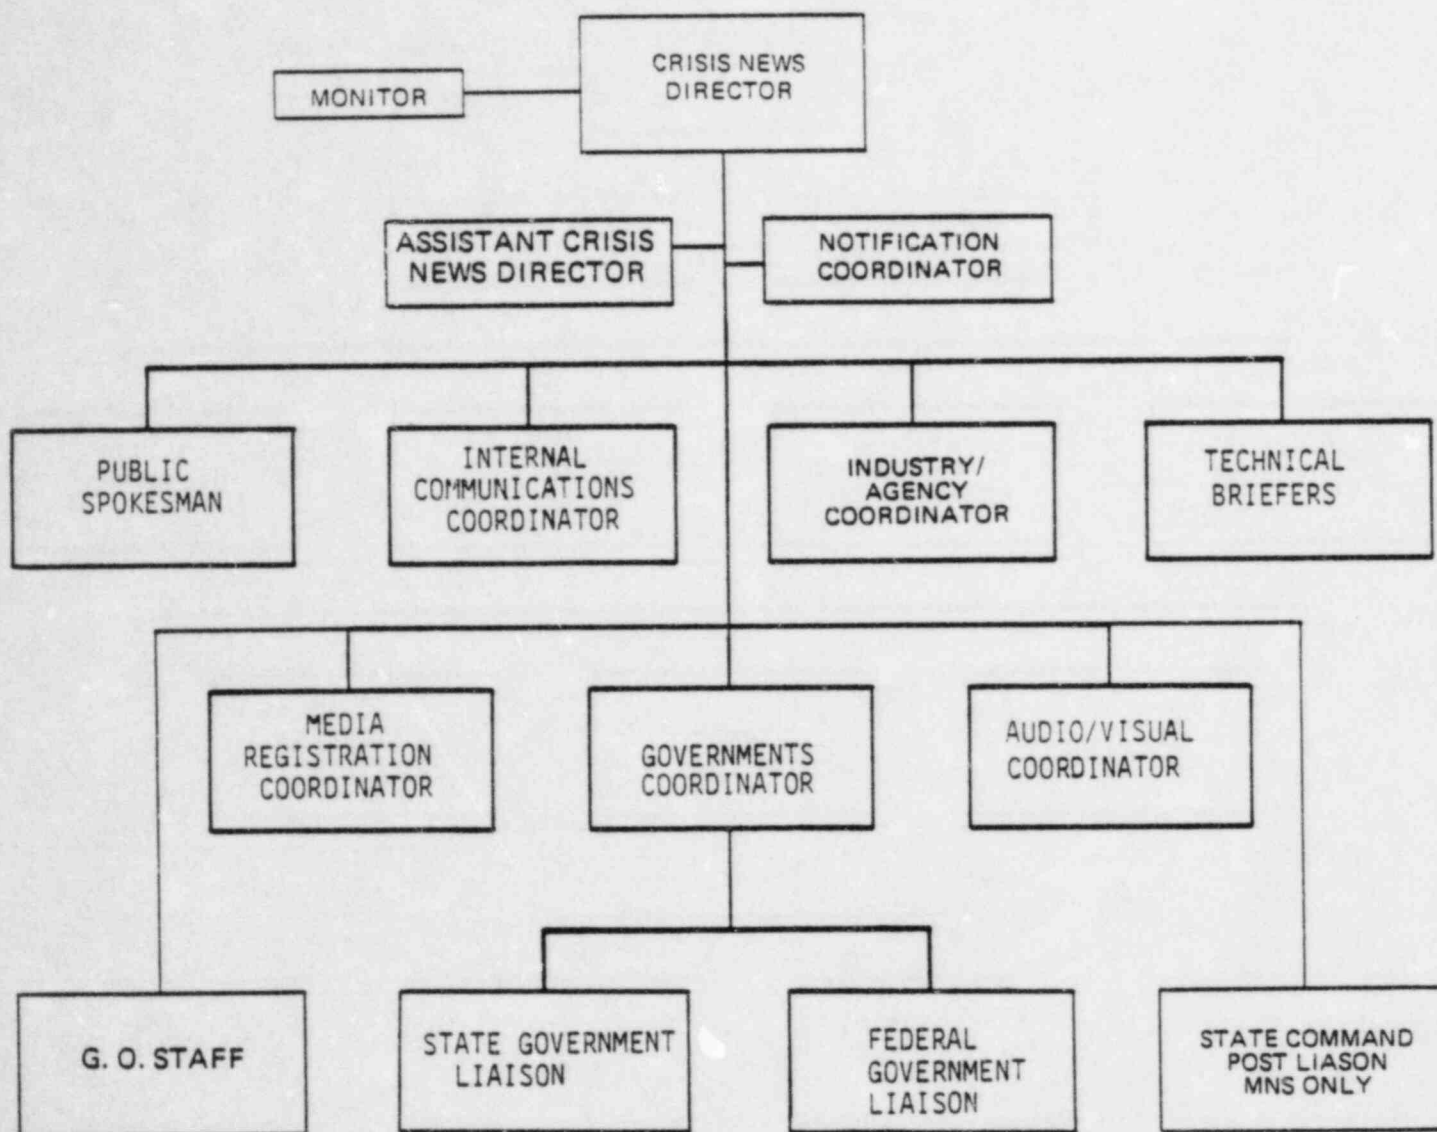 CRISIS NEWS
DIRECTOR
MONITOR
ASSISTANT CRISIS
NEWS DIRECTOR
NOTIFICATION
COORDINATOR
PUBLIC
SPOKESMAN
INTERNAL
COMMUNICATIONS
COORDINATOR
INDUSTRY/
AGENCY
COORDINATOR
TECHNICAL
BRIEFERS
MEDIA
REGISTRATION
COORDINATOR
GOVERNMENTS
COORDINATOR
AUDIO/VISUAL
COORDINATOR
G. O. STAFF
STATE GOVERNMENT
LIAISON
FEDERAL
GOVERNMENT
LIAISON
STATE COMMAND
POST LIASON
MNS ONLY